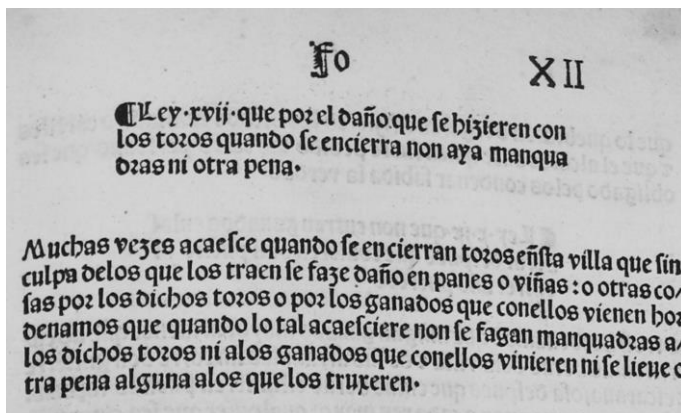 Fo XII
¶ Ley. xvij. que por el daño que se hizieren con
los toros quando se encierra non aya manqua
dras ni otra pena.
Muchas vezes acaesce quando se encierran toros eñsta villa que sin
culpa delos que los traen se faze daño en panes o viñas: o otras co/
sas por los dichos toros o por los ganados que conellos vienen hor
denamos que quando lo tal acaesciere non se fagan manquadras a/
los dichos toros ni alos ganados que conellos vinieren ni se lieue o
tra pena alguna alos que los truxeren.